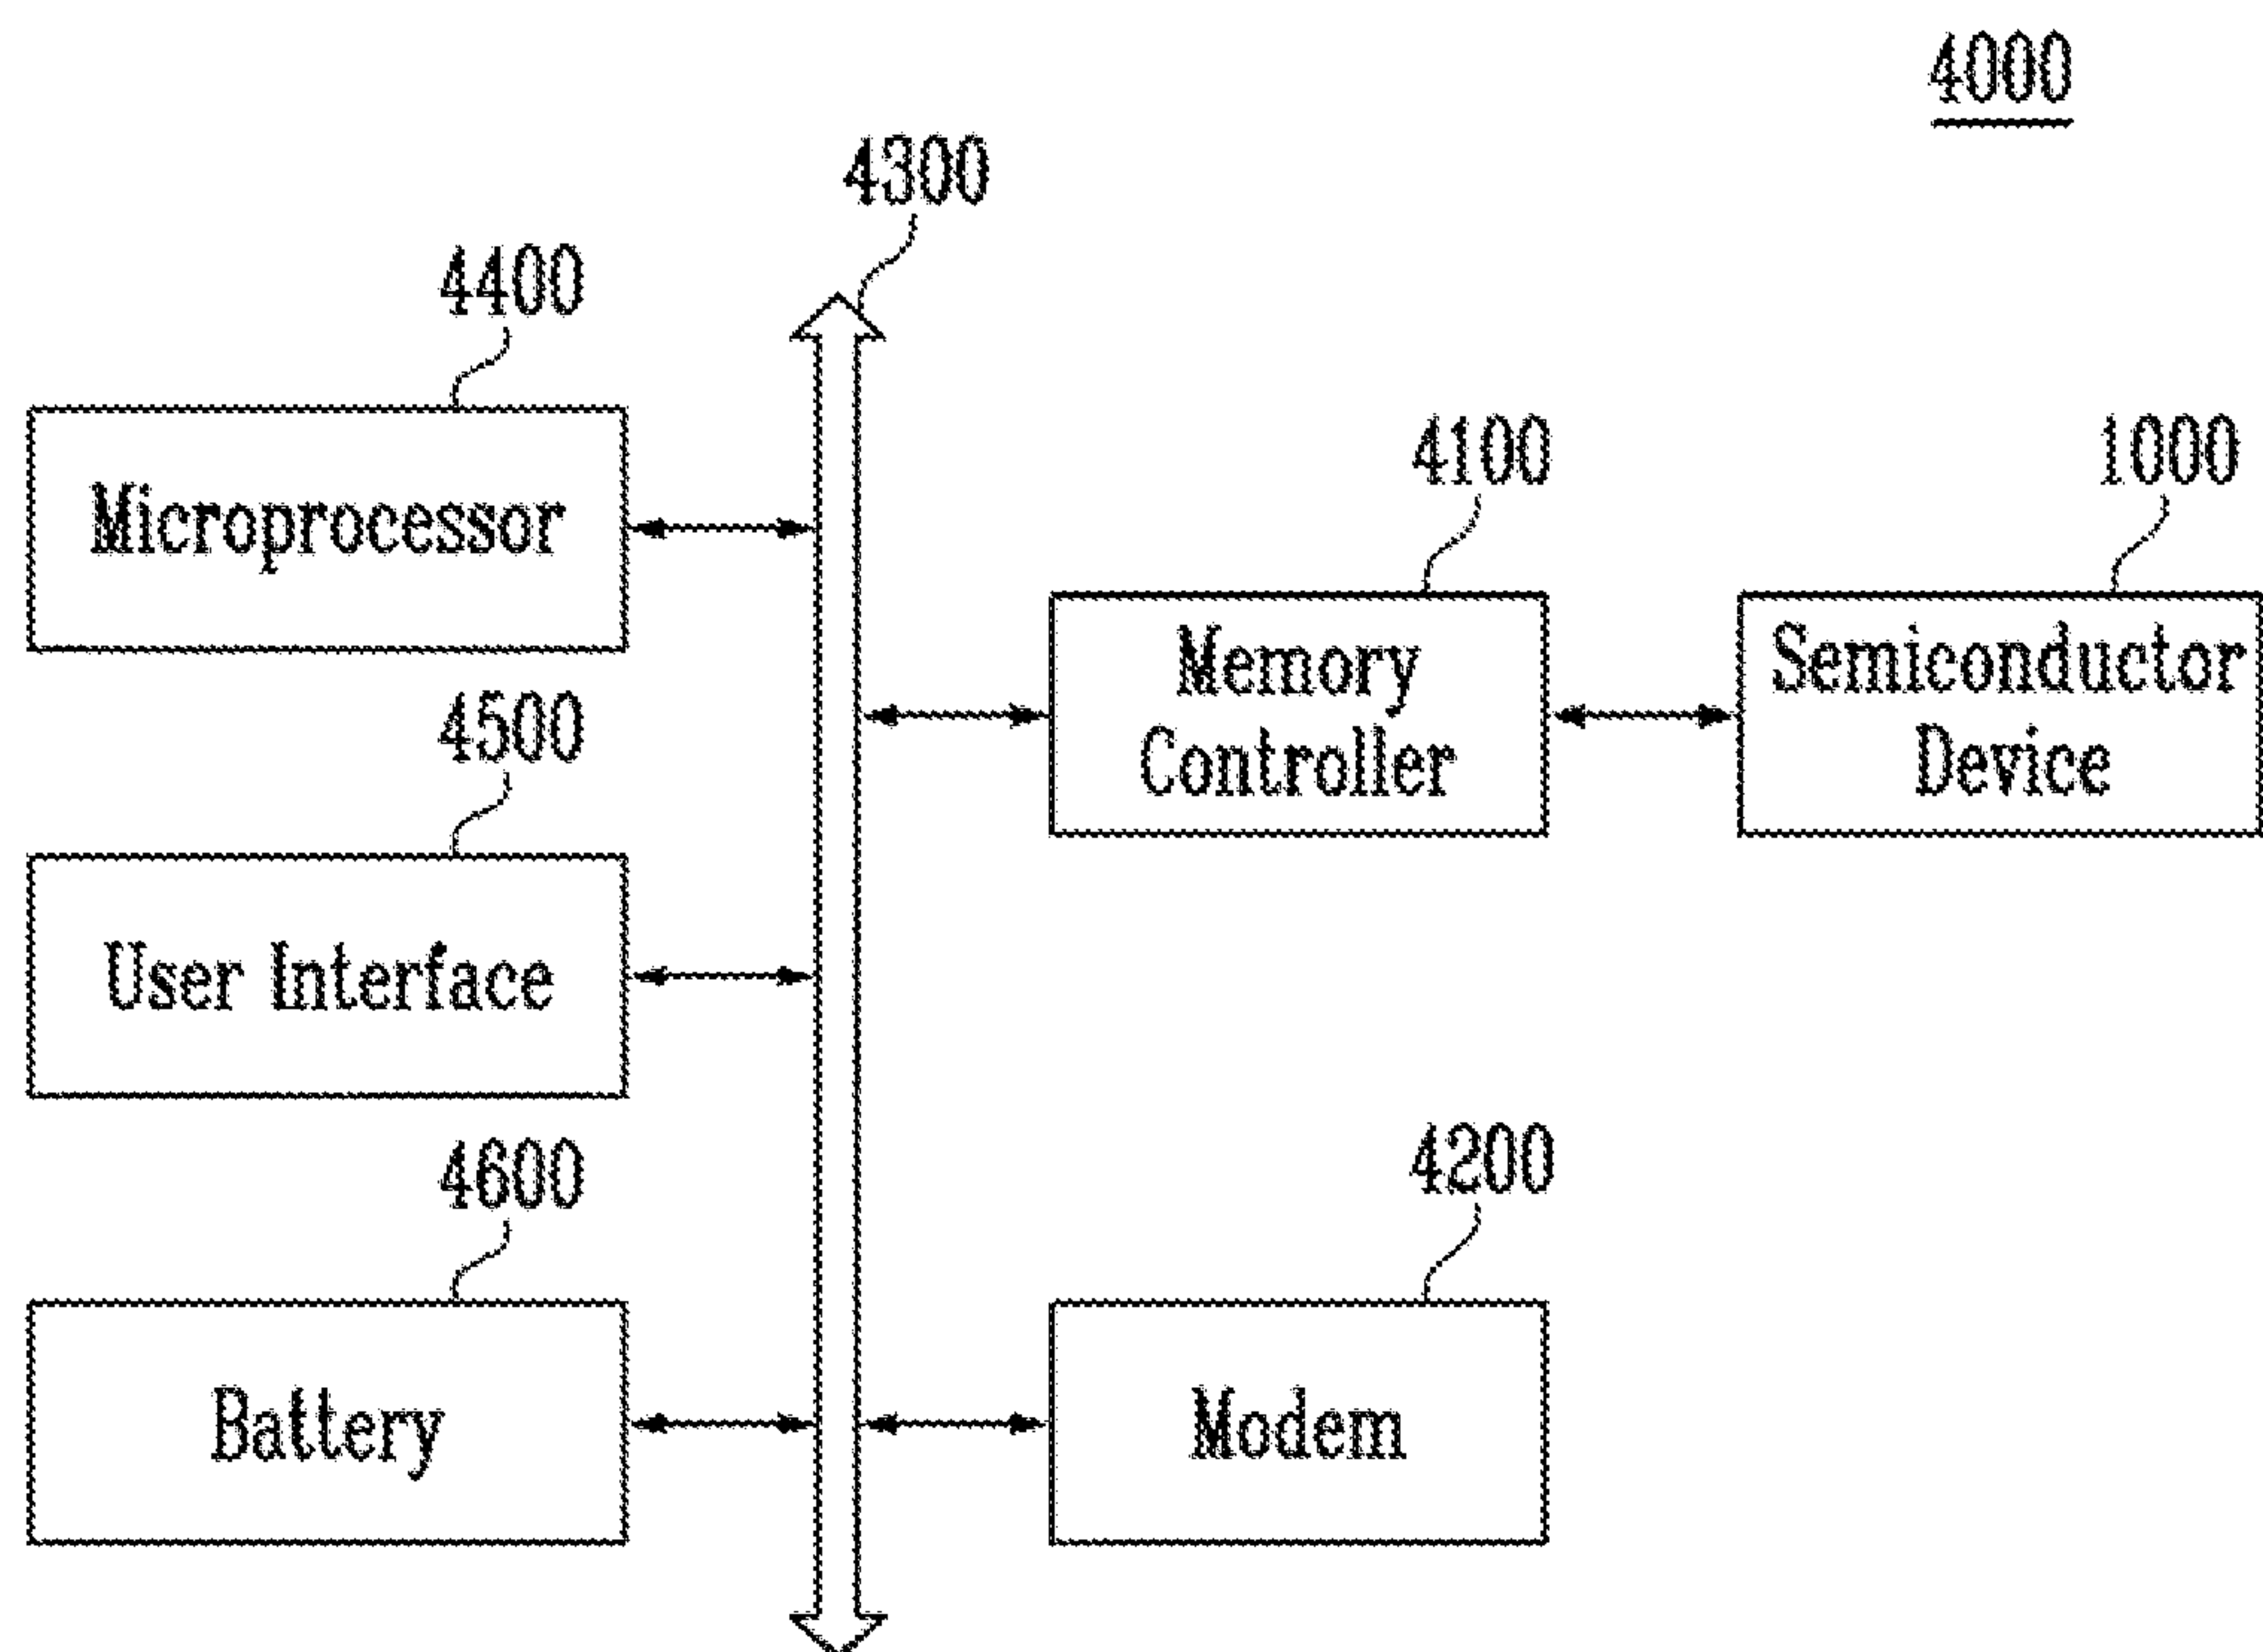 4000
4300
4400
Microprocessor
4100
1000
Memory
Controller
Semiconductor
Device
4500
User Interface
4600
Battery
4200
Modem